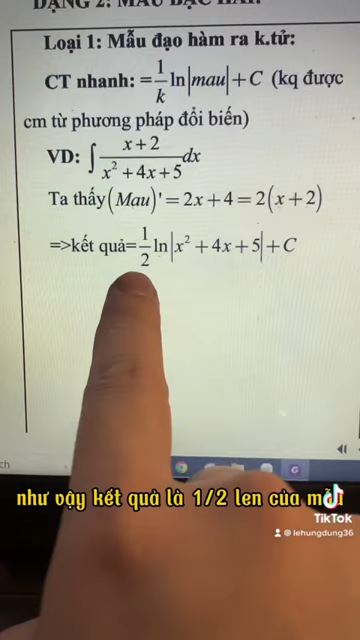 DẠNG 2: MẪU BẬC HAI.
Loại 1: Mẫu đạo hàm ra k.tử:
CT nhanh: =1/k ln|mau|+C (kq được
cm từ phương pháp đổi biến)
VD: ∫ (x+2)/(x²+4x+5) dx
Ta thấy(Mau)'=2x+4=2(x+2)
=>kết quả=1/2 ln|x²+4x+5|+C
như vậy kết quả là 1/2 len của mẫu
TikTok
@lehungdung36